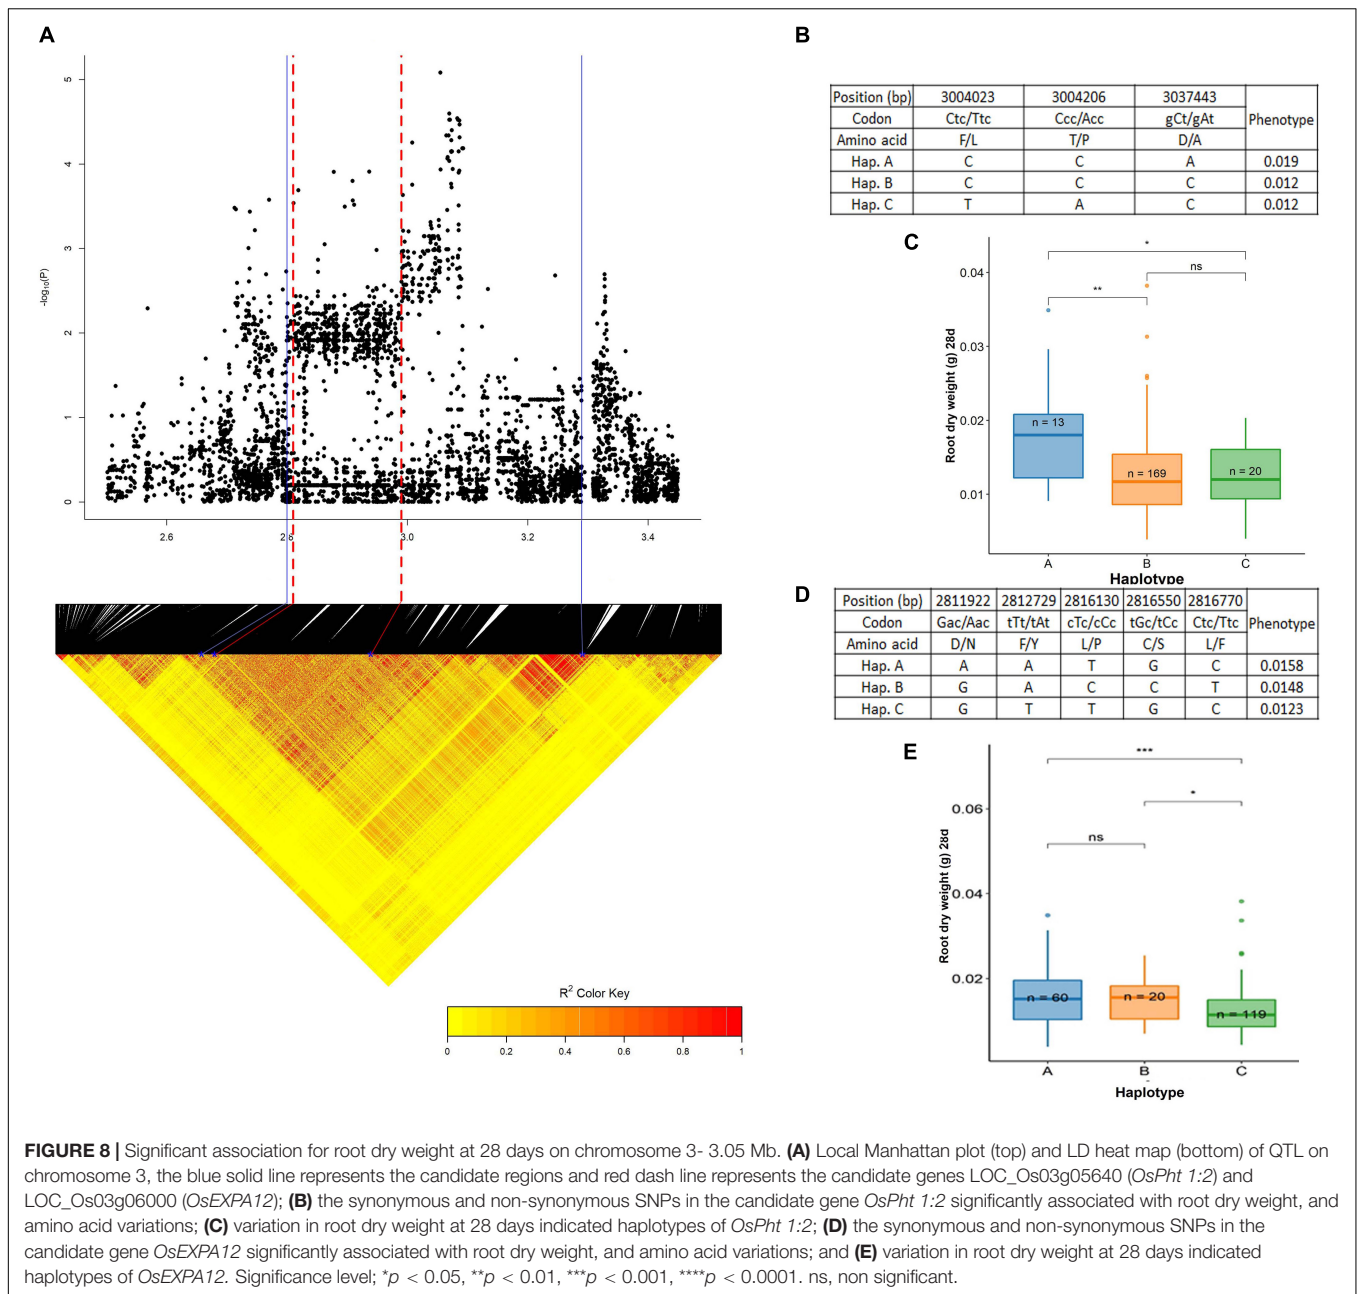 A
5
4
3
2
1
0
-log10(P)
2.6
2.8
3.0
3.2
3.4
R² Color Key
0 0.2 0.4 0.6 0.8 1
B
Position (bp) 3004023 3004206 3037443 Phenotype
Codon Ctc/Ttc Ccc/Acc gCt/gAt
Amino acid F/L T/P D/A
Hap. A C C A 0.019
Hap. B C C C 0.012
Hap. C T A C 0.012
C
*
ns
**
0.04
0.03
0.02
0.01
Root dry weight (g) 28d
n = 13
n = 169
n = 20
A B C
Haplotype
D
Position (bp) 2811922 2812729 2816130 2816550 2816770 Phenotype
Codon Gac/Aac tTt/tAt cTc/cCc tGc/tCc Ctc/Ttc
Amino acid D/N F/Y L/P C/S L/F
Hap. A A A T G C 0.0158
Hap. B G A C C T 0.0148
Hap. C G T T G C 0.0123
E
***
*
ns
0.06
0.04
0.02
Root dry weight (g) 28d
n = 60
n = 20
n = 119
A B C
Haplotype
FIGURE 8 | Significant association for root dry weight at 28 days on chromosome 3- 3.05 Mb. (A) Local Manhattan plot (top) and LD heat map (bottom) of QTL on
chromosome 3, the blue solid line represents the candidate regions and red dash line represents the candidate genes LOC_Os03g05640 (OsPht 1:2) and
LOC_Os03g06000 (OsEXPA12); (B) the synonymous and non-synonymous SNPs in the candidate gene OsPht 1:2 significantly associated with root dry weight, and
amino acid variations; (C) variation in root dry weight at 28 days indicated haplotypes of OsPht 1:2; (D) the synonymous and non-synonymous SNPs in the
candidate gene OsEXPA12 significantly associated with root dry weight, and amino acid variations; and (E) variation in root dry weight at 28 days indicated
haplotypes of OsEXPA12. Significance level; *p < 0.05, **p < 0.01, ***p < 0.001, ****p < 0.0001. ns, non significant.